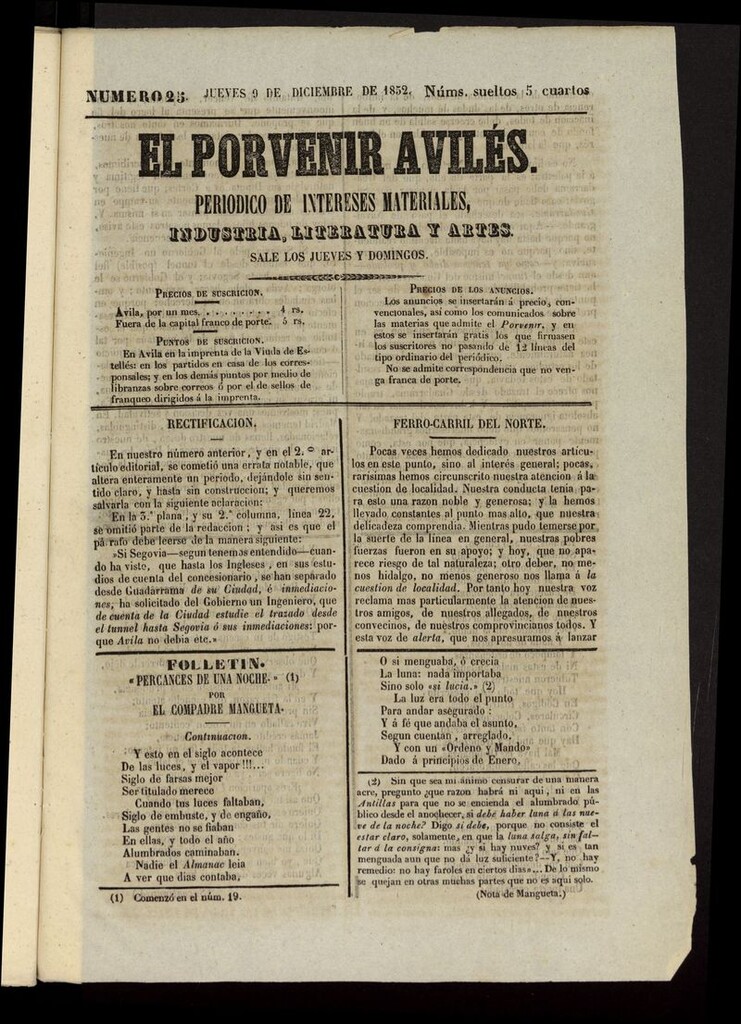 NUMERO 25. JUEVES 9 DE DICIEMBRE DE 1852. Núms. sueltos 5 cuartos
EL PORVENIR AVILÉS.
PERIODICO DE INTERESES MATERIALES,
INDUSTRIA, LITERATURA Y ARTES.
SALE LOS JUEVES Y DOMINGOS.
PRECIOS DE SUSCRICION.
Avila, por un mes. . . . . . . . . 4 rs.
Fuera de la capital franco de porte. 5 rs.
PUNTOS DE SUSCRICION.
En Avila en la imprenta de la Viuda de Es-
tellés: en los partidos en casa de los corres-
ponsales; y en los demás puntos por medio de
libranzas sobre correos ó por el de sellos de
franqueo dirigidos á la imprenta.
PRECIOS DE LOS ANUNCIOS.
Los anuncios se insertarán á precio, con-
vencionales, asi como los comunicados sobre
las materias que admite el Porvenir, y en
estos se insertarán gratis los que firmasen
los suscritores no pasando de 12 líneas del
tipo ordinario del periódico.
No se admite correspondencia que no ven-
ga franca de porte.
RECTIFICACION.
En nuestro número anterior, y en el 2.º ar-
tículo editorial, se cometió una errata notable, que
altera enteramente un periodo, dejándole sin sen-
tido claro, y hasta sin construccion; y queremos
salvarla con la siguiente aclaracion:
En la 3.ª plana, y su 2.ª columna, línea 22,
se omitió parte de la redaccion; y asi es que el
párrafo debe leerse de la manera siguiente:
»Si Segovia—segun tenemos entendido—cuan-
do ha visto, que hasta los Ingleses, en sus estu-
dios de cuenta del concesionario, se han separado
desde Guadarrama de su Ciudad, é inmediacio-
nes, ha solicitado del Gobierno un Ingeniero, que
de cuenta de la Ciudad estudie el trazado desde
el tunnel hasta Segovia ó sus inmediaciones: por-
que Avila no debia etc.»
FERRO-CARRIL DEL NORTE.
Pocas veces hemos dedicado nuestros articu-
los en este punto, sino al interés general; pocas,
rarísimas hemos circunscrito nuestra atencion á la
cuestion de localidad. Nuestra conducta tenia pa-
ra esto una razon noble y generosa; y la hemos
llevado constantes al punto mas alto, que nuestra
delicadeza comprendia. Mientras pudo temerse por
la suerte de la línea en general, nuestras pobres
fuerzas fueron en su apoyo; y hoy, que no apa-
rece riesgo de tal naturaleza; otro deber, no me-
nos hidalgo, no menos generoso nos llama á la
cuestion de localidad. Por tanto hoy nuestra voz
reclama mas particularmente la atencion de nues-
tros amigos, de nuestros allegados, de nuestros
convecinos, de nuestros comprovincianos todos. Y
esta voz de alerta, que nos apresuramos á lanzar
FOLLETIN.
«PERCANCES DE UNA NOCHE.» (1)
POR
EL COMPADRE MANGUETA.
Continuacion.
Y esto en el siglo acontece
De las luces, y el vapor!!!...
Siglo de farsas mejor
Ser titulado merece
Cuando tus luces faltaban,
Siglo de embuste, y de engaño,
Las gentes no se fiaban
En ellas, y todo el año
Alumbrados caminaban.
Nadie el Almanac leia
A ver que dias contaba,
(1) Comenzó en el núm. 19.
O si menguaba, ó crecia
La luna: nada importaba
Sino solo «si lucia.» (2)
La luz era todo el punto
Para andar asegurado:
Y á fé que andaba el asunto,
Segun cuentan, arreglado,
Y con un «Ordeno y Mando»
Dado á principios de Enero,
(2) Sin que sea mi ánimo censurar de una manera
acre, pregunto ¿que razon habrá ni aqui, ni en las
Antillas para que no se encienda el alumbrado pú-
blico desde el anochecer, si debe haber luna á las nue-
ve de la noche? Digo si debe, porque no consiste el
estar claro, solamente, en que la luna salga, sin fal-
tar á la consigna: mas ¿y si hay nuves? y si es tan
menguada aun que no dá luz suficiente?—Y, no hay
remedio: no hay faroles en ciertos dias»... De lo mismo
se quejan en otras muchas partes que no es aqui solo.
(Nota de Mangueta.)